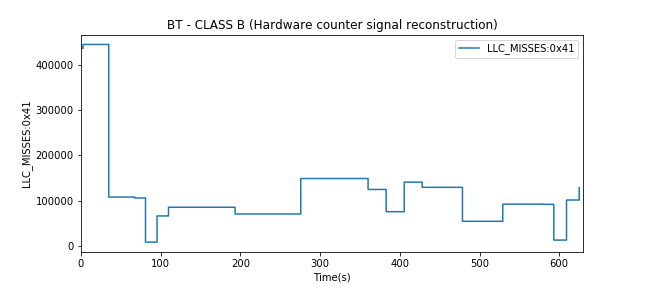 BT - CLASS B (Hardware counter signal reconstruction)
LLC_MISSES:0x41
400000
300000
200000
100000
0
LLC_MISSES:0x41
0 100 200 300 400 500 600
Time(s)